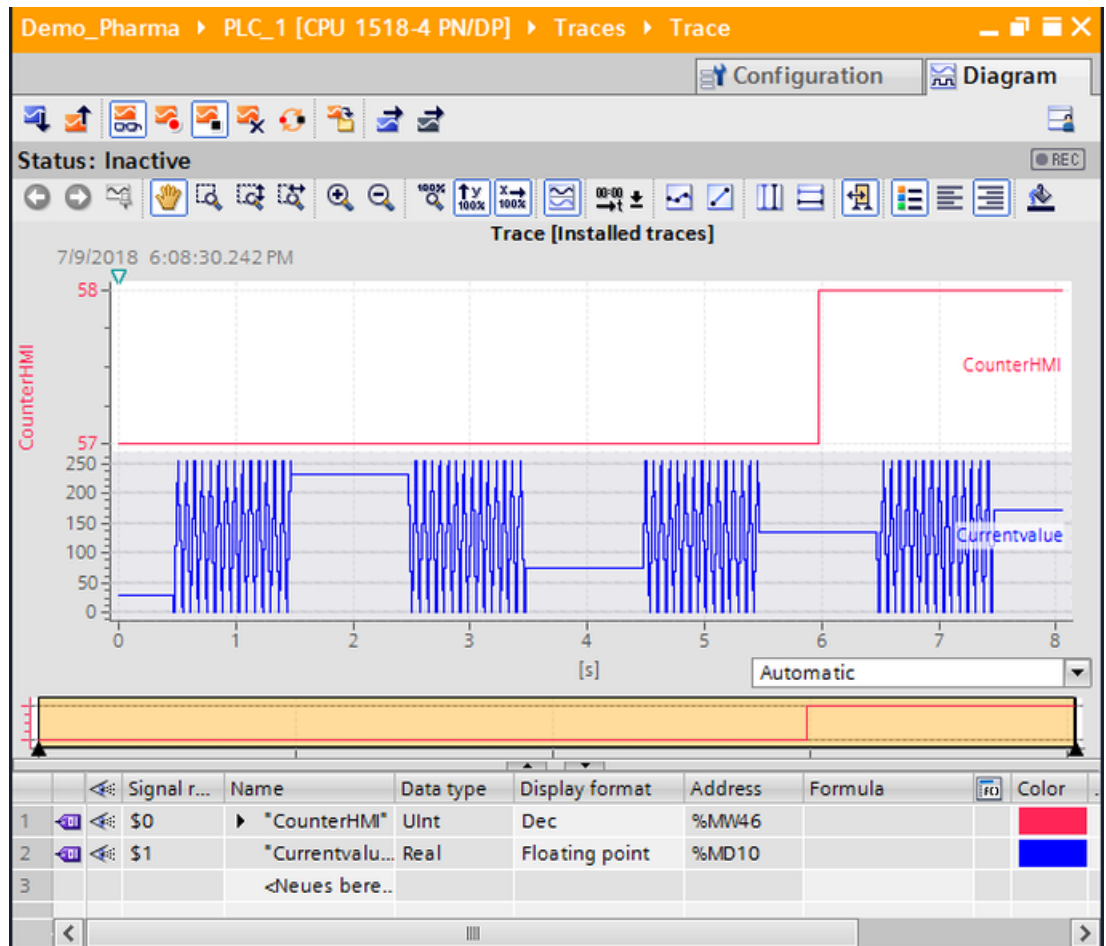 Demo_Pharma ▸ PLC_1 [CPU 1518-4 PN/DP] ▸ Traces ▸ Trace
Configuration Diagram
Status: Inactive REC
Trace [Installed traces]
7/9/2018 6:08:30.242 PM
58
CounterHMI
CounterHMI
57
250
200
150
100
50
0
Currentvalue
0 1 2 3 4 5 6 7 8
[s]
Automatic
Signal r... Name Data type Display format Address Formula Color
1 $0 "CounterHMI" UInt Dec %MW46
2 $1 "Currentvalu... Real Floating point %MD10
3 <Neues bere..